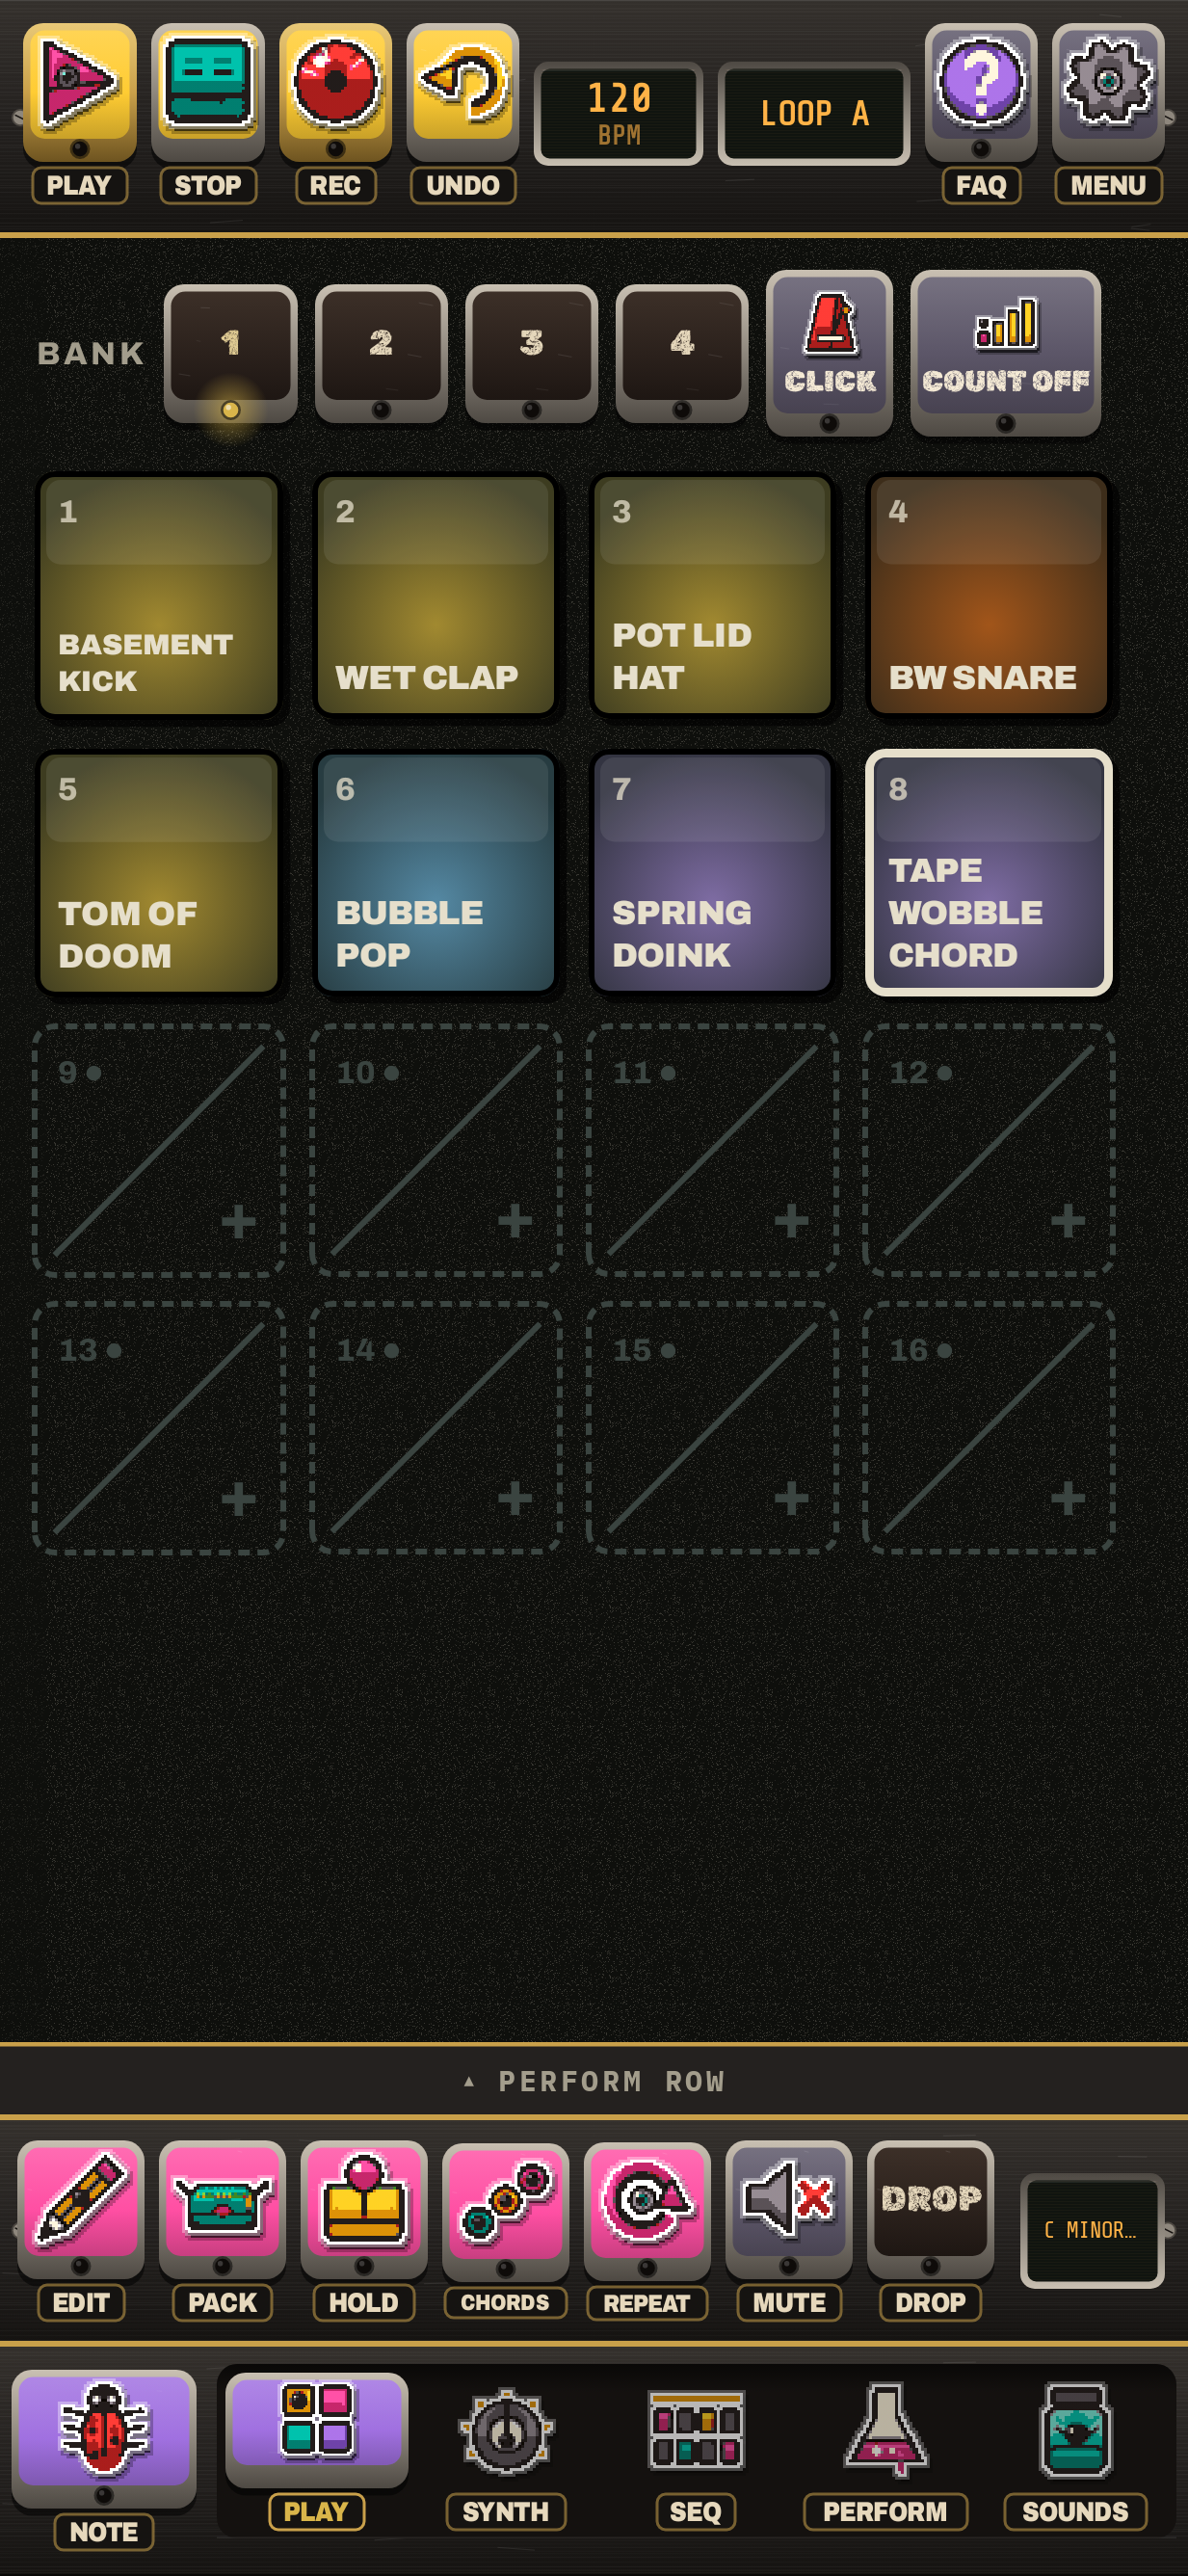 120
BPM
LOOP A
PLAY
STOP
REC
UNDO
FAQ
MENU
BANK
1
2
3
4
CLICK
COUNT OFF
1
BASEMENT
KICK
2
WET CLAP
3
POT LID
HAT
4
BW SNARE
5
TOM OF
DOOM
6
BUBBLE
POP
7
SPRING
DOINK
8
TAPE
WOBBLE
CHORD
9
10
11
12
13
14
15
16
▲ PERFORM ROW
DROP
C MINOR…
EDIT
PACK
HOLD
CHORDS
REPEAT
MUTE
DROP
NOTE
PLAY
SYNTH
SEQ
PERFORM
SOUNDS